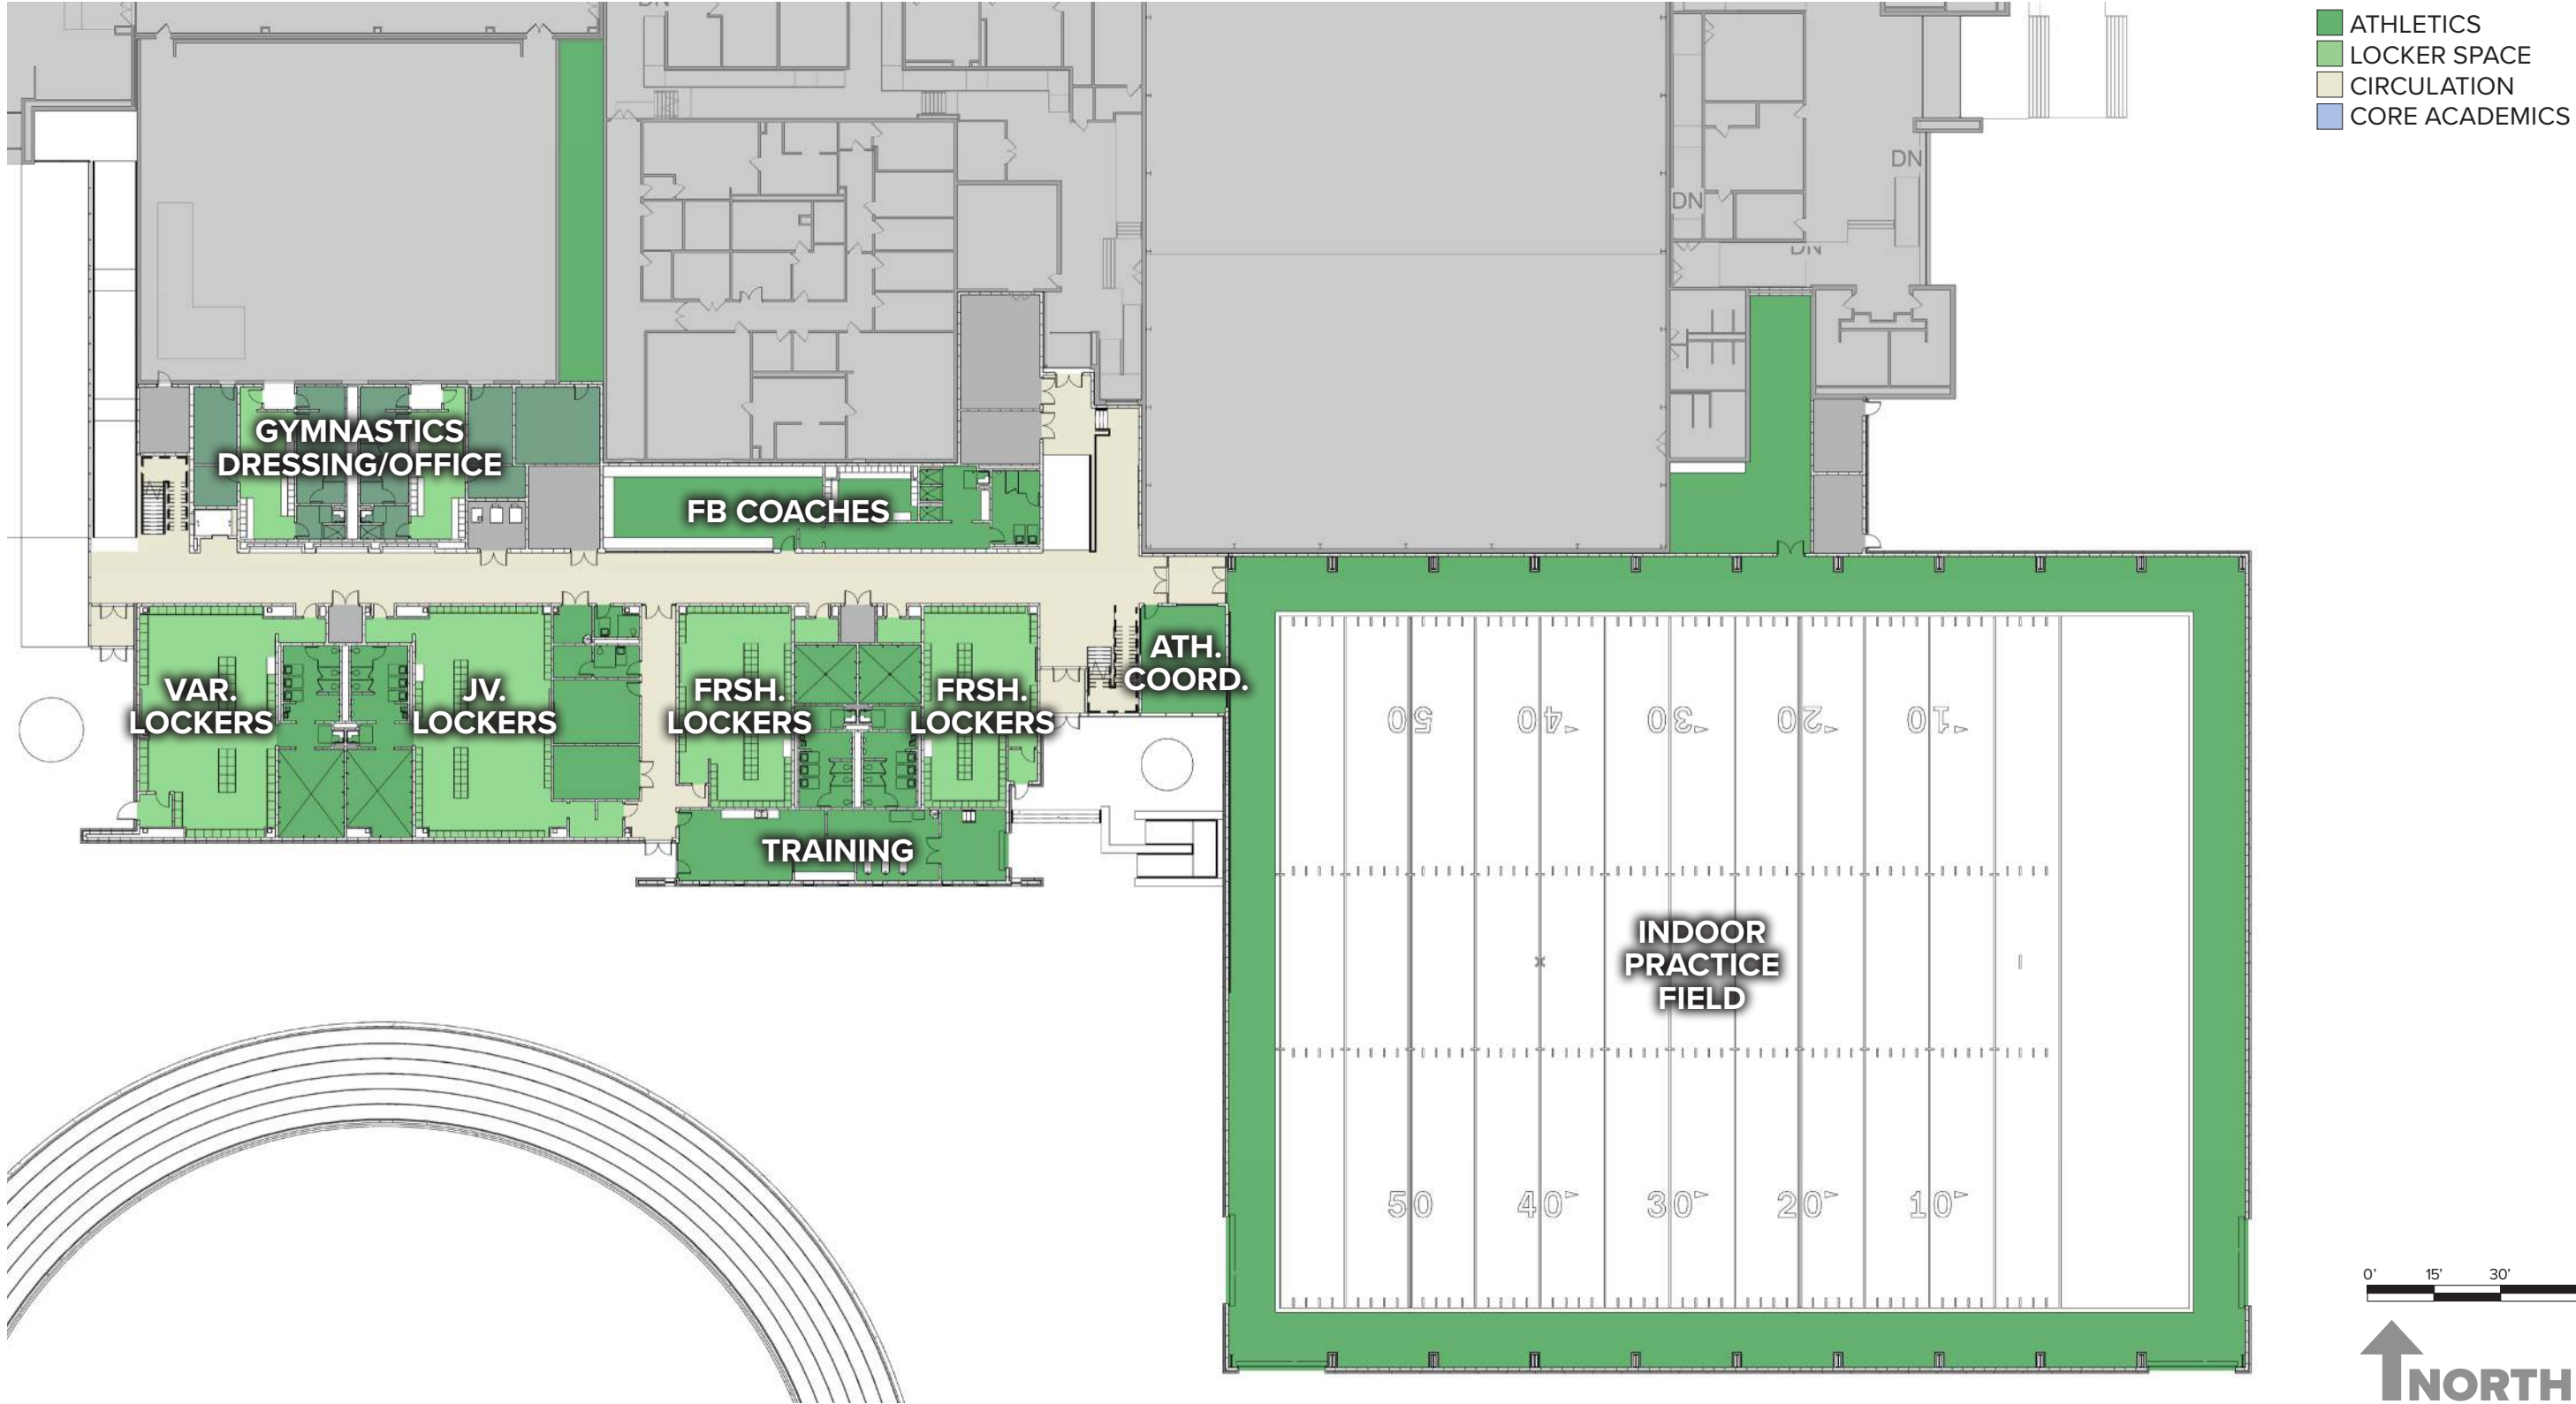 DN
ATHLETICS
LOCKER SPACE
CIRCULATION
CORE ACADEMICS
DN
DN
DN
GYMNASTICS
DRESSING/OFFICE
FB COACHES
VAR.
LOCKERS
JV.
LOCKERS
FRSH.
LOCKERS
FRSH.
LOCKERS
ATH.
COORD.
TRAINING
50 40 30 20 10
INDOOR
PRACTICE
FIELD
50 40 30 20 10
0' 15' 30'
NORTH